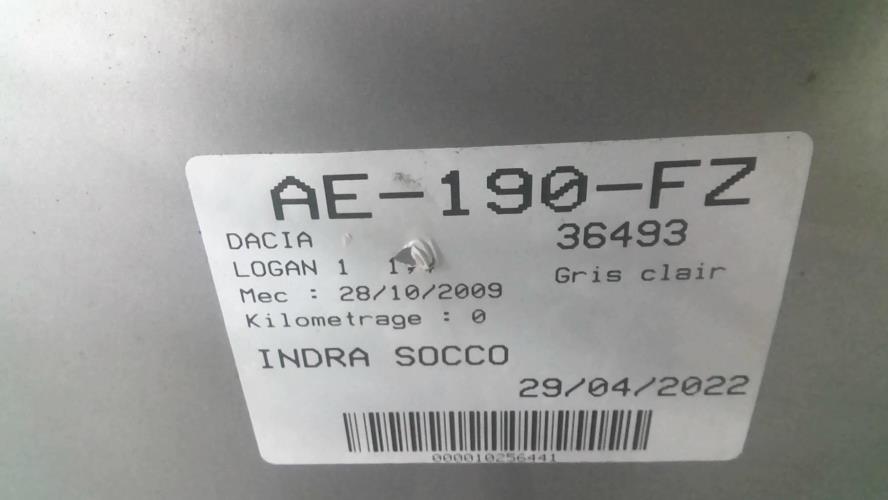 AE-190-FZ
DACIA 36493
LOGAN 1 Gris clair
Mec : 28/10/2009
Kilometrage : 0
INDRA SOCCO
29/04/2022
000010256441